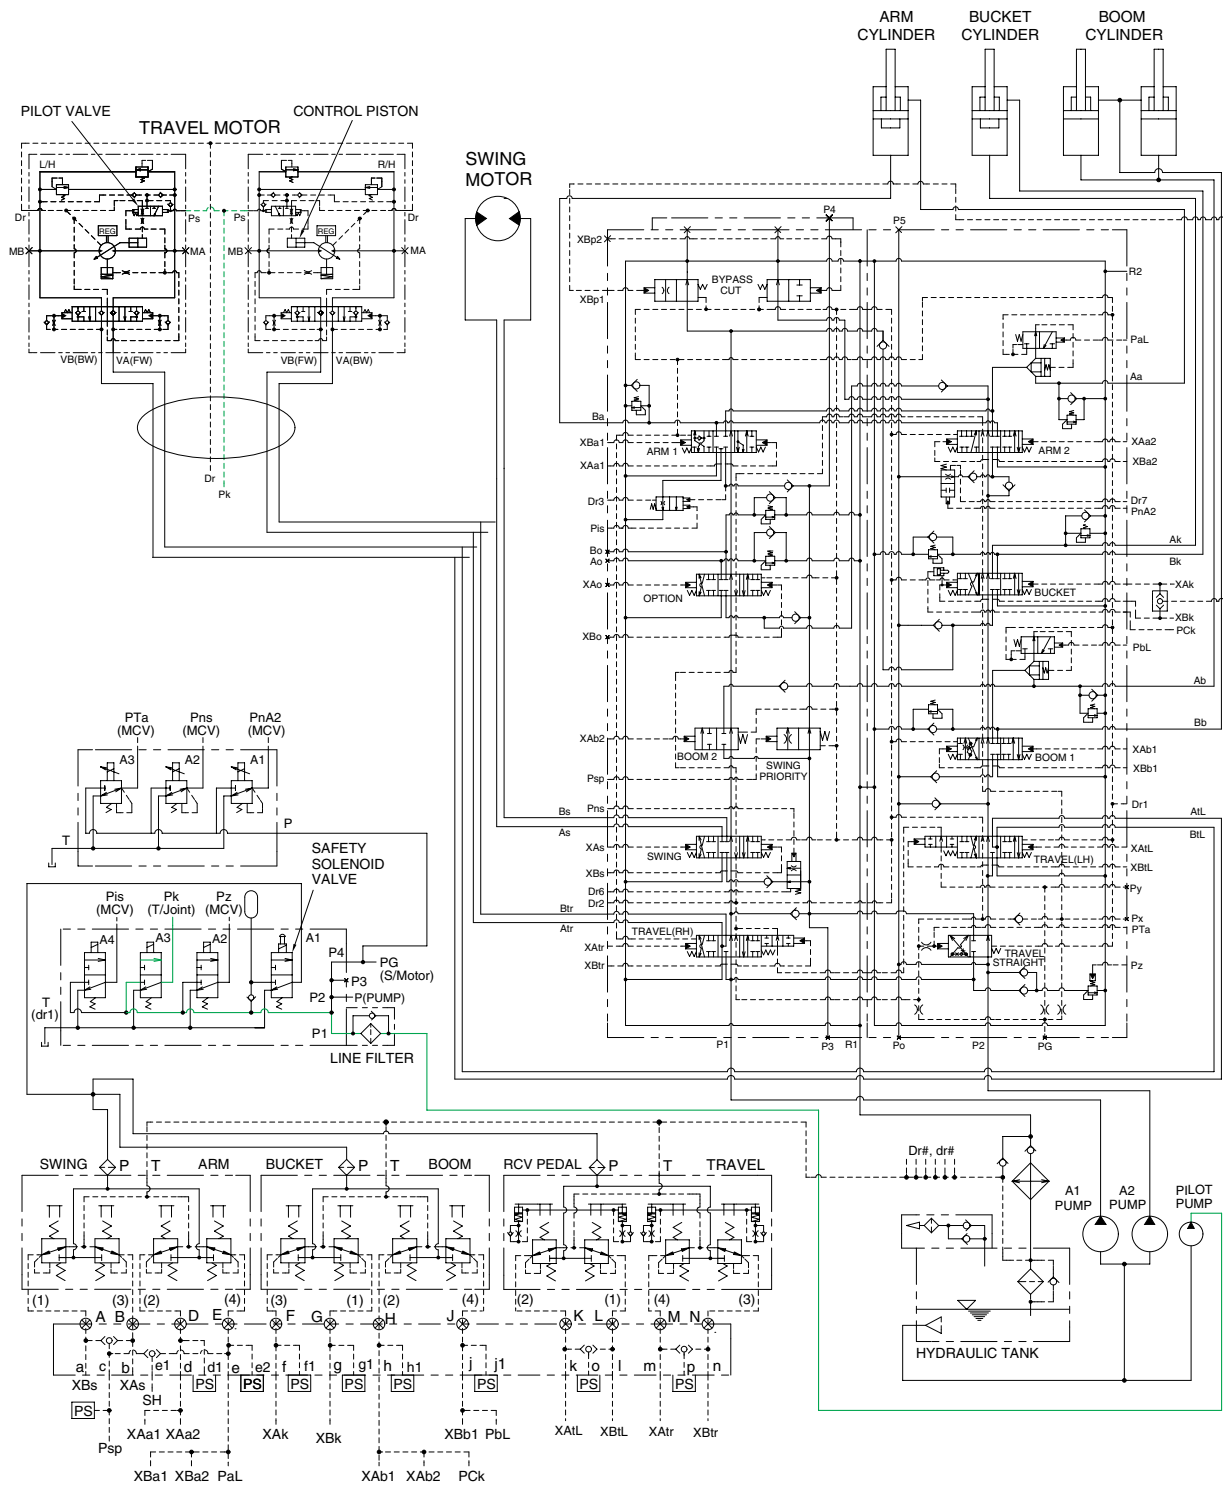 ARM
CYLINDER
BUCKET
CYLINDER
BOOM
CYLINDER
PILOT VALVE
CONTROL PISTON
TRAVEL MOTOR
L/H
R/H
Dr
Ps
Ps
Dr
REG
REG
MB
MA
MB
MA
VB(BW)
VA(FW)
VB(FW)
VA(BW)
Dr
Pk
SWING
MOTOR
P4
P5
XBp2
XBp1
BYPASS
CUT
R2
PaL
Aa
Ba
XBa1
ARM 1
XAa1
ARM 2
XAa2
XBa2
Dr3
Pis
Dr7
PnA2
Bo
Ao
Ak
Bk
XAo
OPTION
XBo
BUCKET
XAk
XBk
PCk
PbL
Ab
Bb
XAb2
BOOM 2
SWING
PRIORITY
BOOM 1
XAb1
XBb1
Psp
Pns
Bs
As
Dr1
AtL
BtL
XAs
SWING
XBs
Dr6
Dr2
TRAVEL(LH)
XAtL
XBtL
Py
Btr
Atr
TRAVEL(RH)
XAtr
XBtr
Px
PTa
TRAVEL
STRAIGHT
Pz
P1
P3
R1
Po
P2
PG
PTa
(MCV)
Pns
(MCV)
PnA2
(MCV)
A3
A2
A1
T
P
SAFETY
SOLENOID
VALVE
Pis
(MCV)
Pk
(T/Joint)
Pz
(MCV)
A4
A3
A2
A1
P4
PG
(S/Motor)
P3
P2
P(PUMP)
P1
T
(dr1)
LINE FILTER
SWING
P
T
ARM
BUCKET
P
T
BOOM
RCV PEDAL
P
T
TRAVEL
(1)
(3)
(2)
(4)
(3)
(1)
(2)
(4)
(2)
(1)
(4)
(3)
A
B
D
E
F
G
H
J
K
L
M
N
a
c
b
e1
d
d1
e
e2
f
f1
g
g1
h
h1
j
j1
k
o
l
m
p
n
XBs
XAs
SH
PS
PS
PS
PS
PS
PS
PS
PS
PS
Psp
XAa1
XAa2
XBa1
XBa2
PaL
XAk
XBk
XAb1
XAb2
PCk
XBb1
PbL
XAtL
XBtL
XAtr
XBtr
Dr#, dr#
A1
PUMP
A2
PUMP
PILOT
PUMP
HYDRAULIC TANK